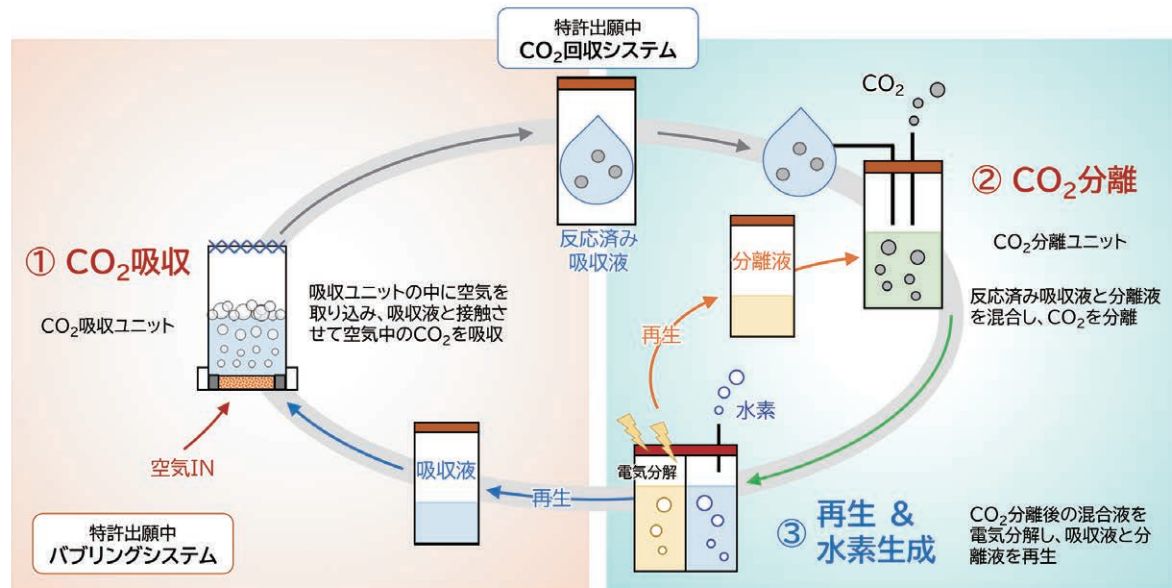 特許出願中
CO₂回収システム
反応済み
吸収液
CO₂
② CO₂分離
CO₂分離ユニット
反応済み吸収液と分離液
を混合し、CO₂を分離
分離液
再生
① CO₂吸収
CO₂吸収ユニット
吸収ユニットの中に空気を
取り込み、吸収液と接触さ
せて空気中のCO₂を吸収
空気IN
吸収液
再生
電気分解
水素
③ 再生 &
水素生成
CO₂分離後の混合液を
電気分解し、吸収液と分
離液を再生
特許出願中
バブリングシステム